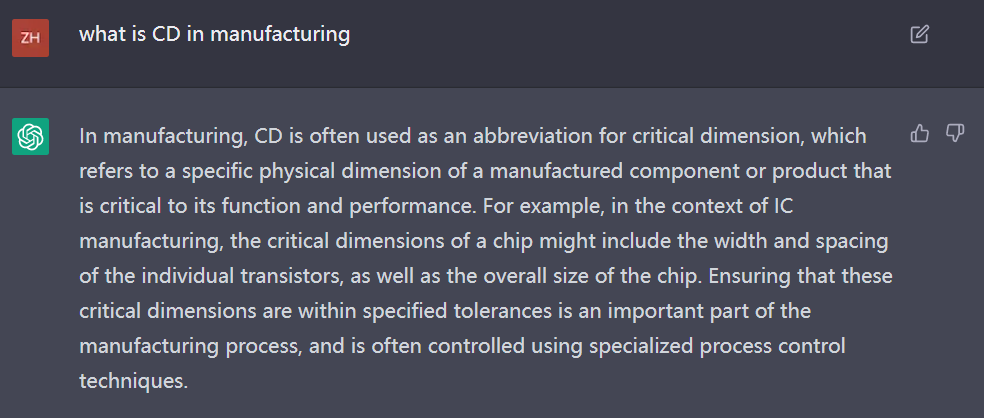 ZH
what is CD in manufacturing
In manufacturing, CD is often used as an abbreviation for critical dimension, which
refers to a specific physical dimension of a manufactured component or product that
is critical to its function and performance. For example, in the context of IC
manufacturing, the critical dimensions of a chip might include the width and spacing
of the individual transistors, as well as the overall size of the chip. Ensuring that these
critical dimensions are within specified tolerances is an important part of the
manufacturing process, and is often controlled using specialized process control
techniques.